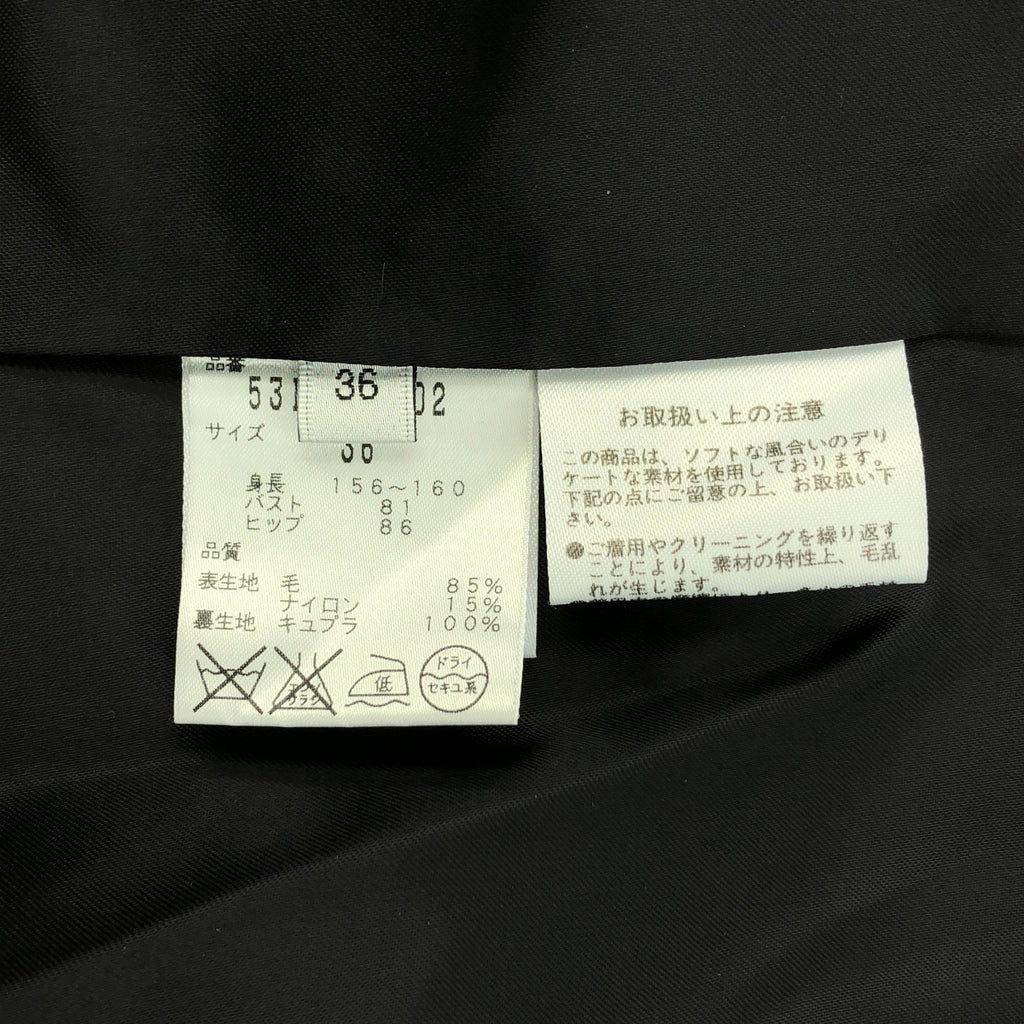 品番
36
02
サイズ
36
身長 156～160
バスト 81
ヒップ 86
品質
表生地 毛 85%
ナイロン 15%
裏生地 キュプラ 100%
低
ドライ
セキユ系
お取扱い上の注意
この商品は、ソフトな風合いのデリ
ケートな素材を使用しております。
下記の点にご留意の上、お取扱い下
さい。
●ご着用やクリーニングを繰り返す
ことにより、素材の特性上、毛乱
れが生じます。